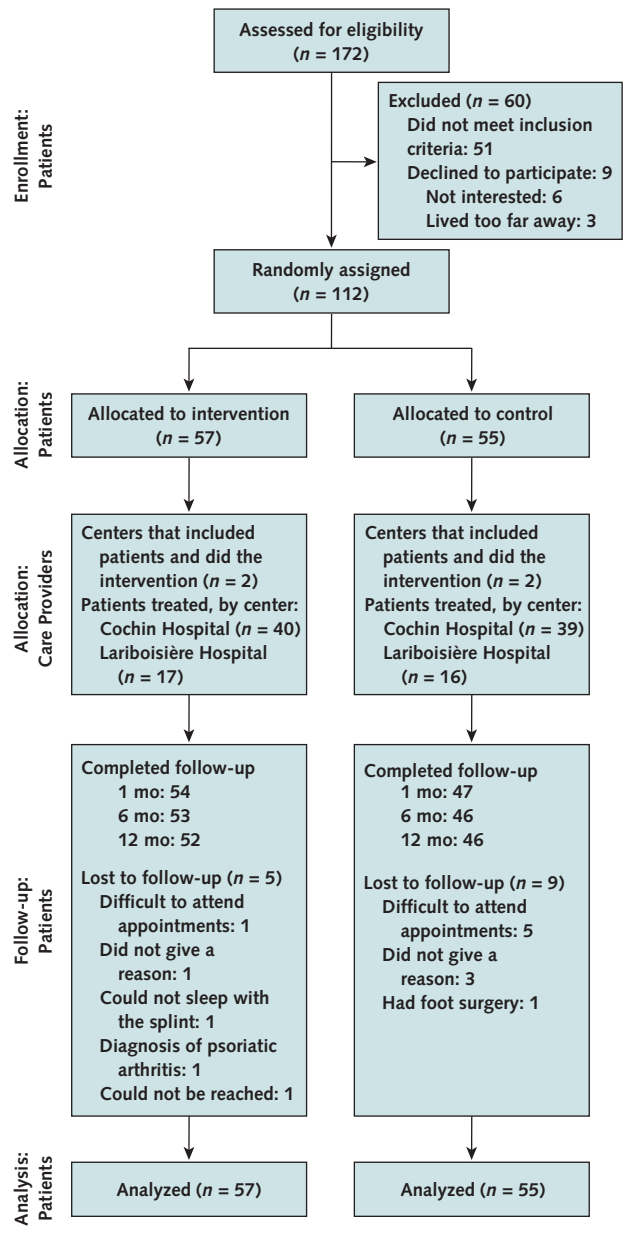 Assessed for eligibility
(n = 172)
Enrollment:
Patients
Excluded (n = 60)
Did not meet inclusion
criteria: 51
Declined to participate: 9
Not interested: 6
Lived too far away: 3
Randomly assigned
(n = 112)
Allocation:
Patients
Allocated to intervention
(n = 57)
Allocated to control
(n = 55)
Allocation:
Care Providers
Centers that included
patients and did the
intervention (n = 2)
Patients treated, by center:
Cochin Hospital (n = 40)
Lariboisière Hospital
(n = 17)
Centers that included
patients and did the
intervention (n = 2)
Patients treated, by center:
Cochin Hospital (n = 39)
Lariboisière Hospital
(n = 16)
Follow-up:
Patients
Completed follow-up
1 mo: 54
6 mo: 53
12 mo: 52
Lost to follow-up (n = 5)
Difficult to attend
appointments: 1
Did not give a
reason: 1
Could not sleep with
the splint: 1
Diagnosis of psoriatic
arthritis: 1
Could not be reached: 1
Completed follow-up
1 mo: 47
6 mo: 46
12 mo: 46
Lost to follow-up (n = 9)
Difficult to attend
appointments: 5
Did not give a
reason: 3
Had foot surgery: 1
Analysis:
Patients
Analyzed (n = 57)
Analyzed (n = 55)